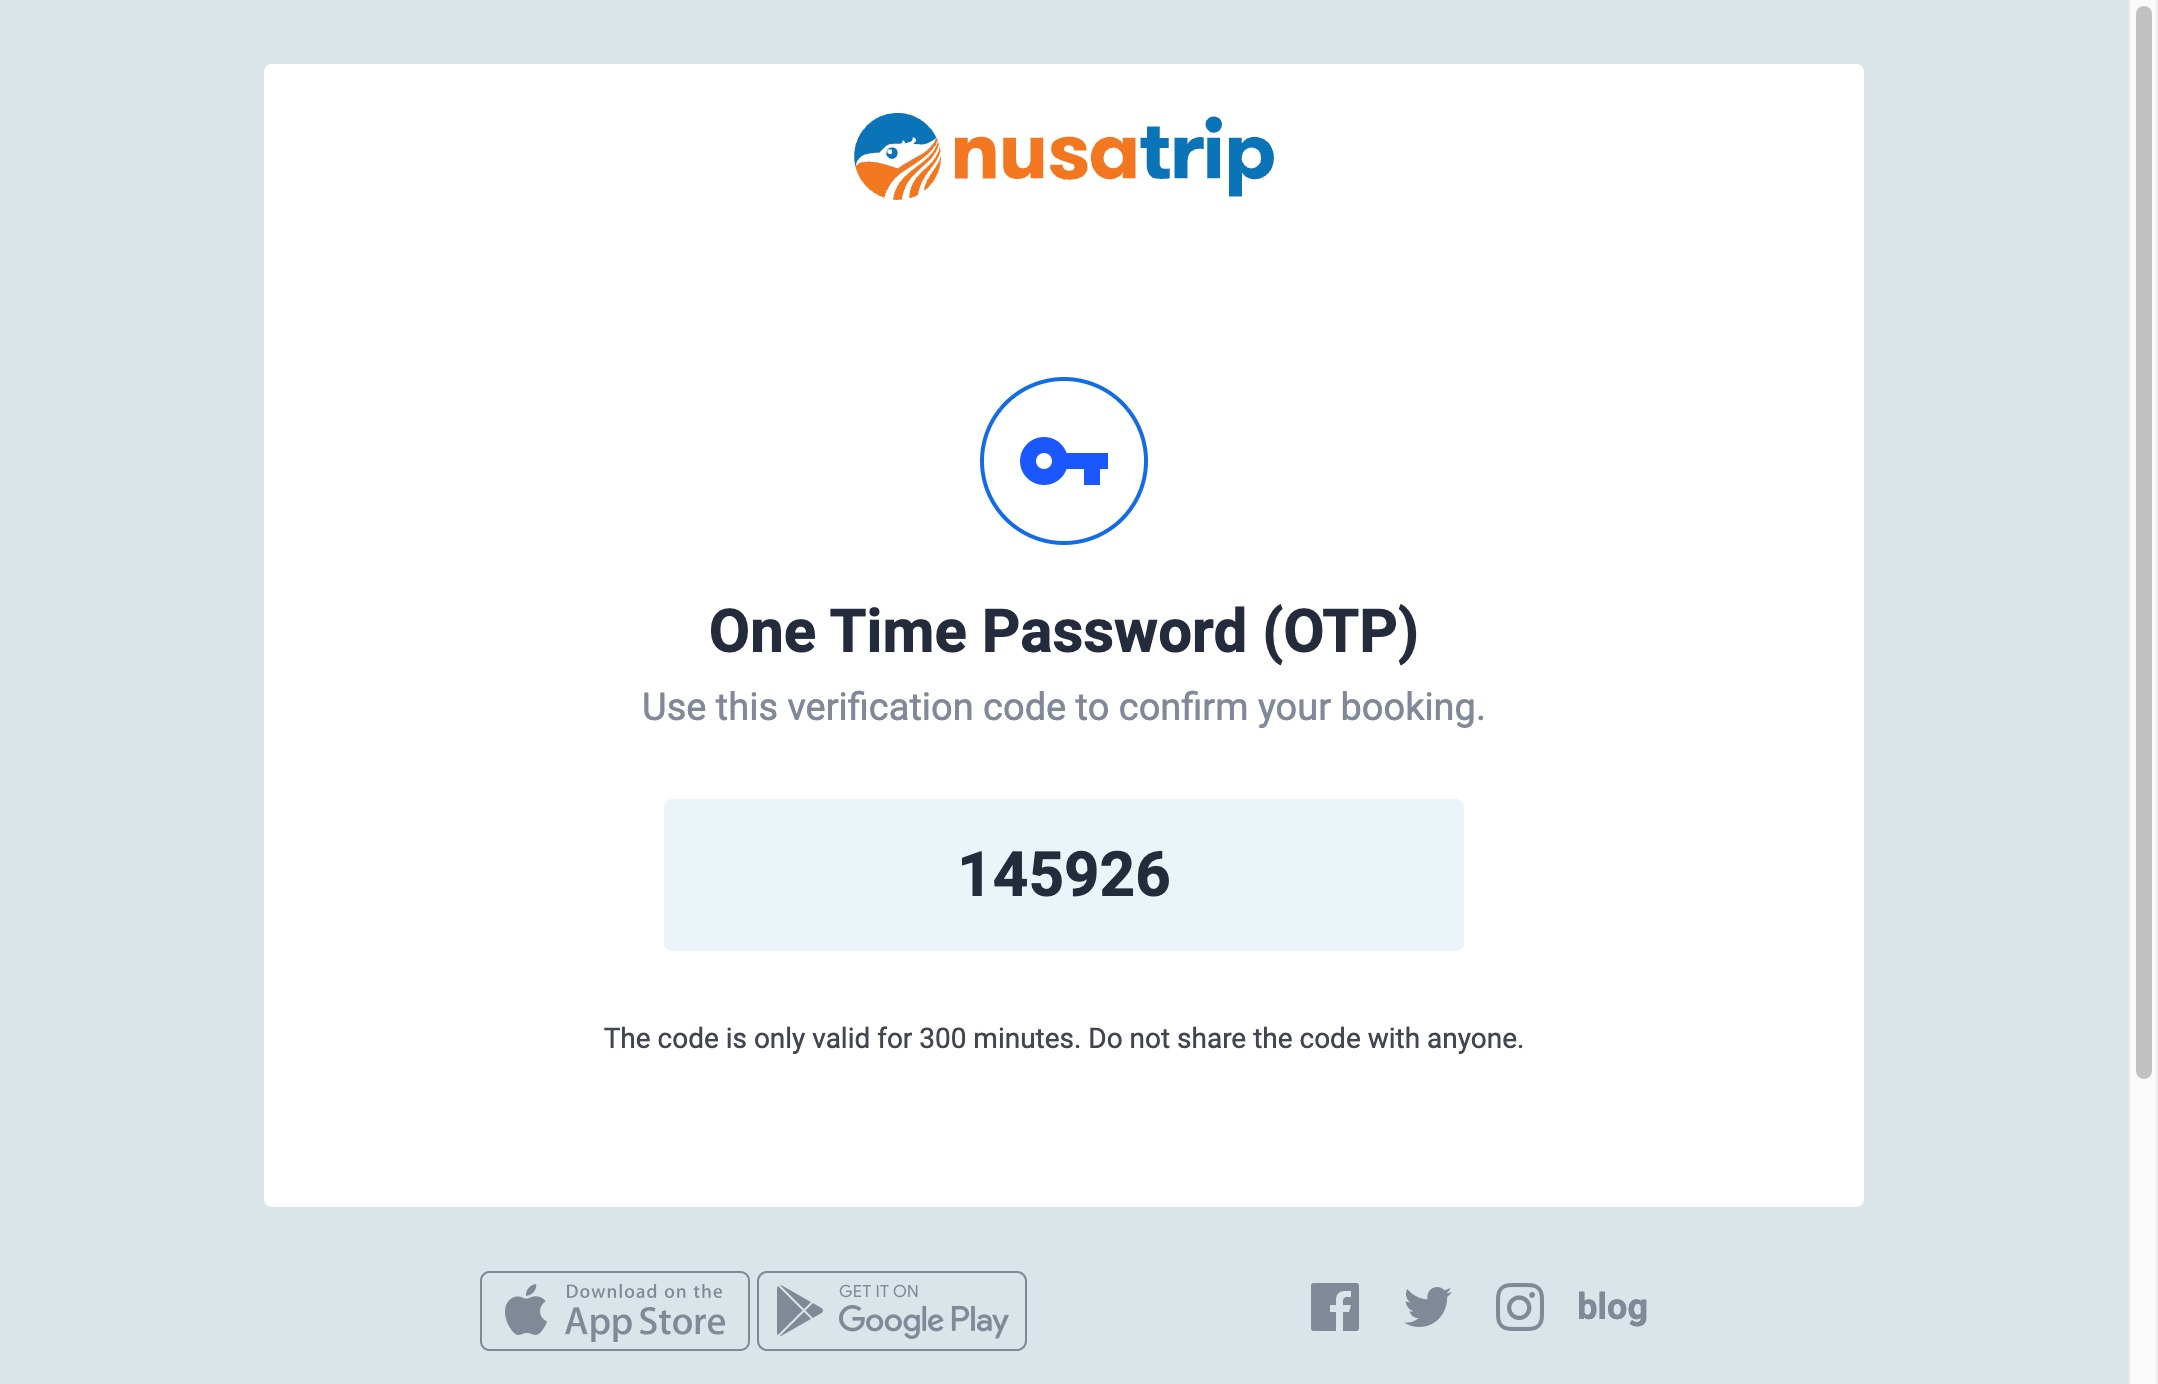 nusatrip
One Time Password (OTP)
Use this verification code to confirm your booking.
145926
The code is only valid for 300 minutes. Do not share the code with anyone.
Download on the
App Store
GET IT ON
Google Play
blog